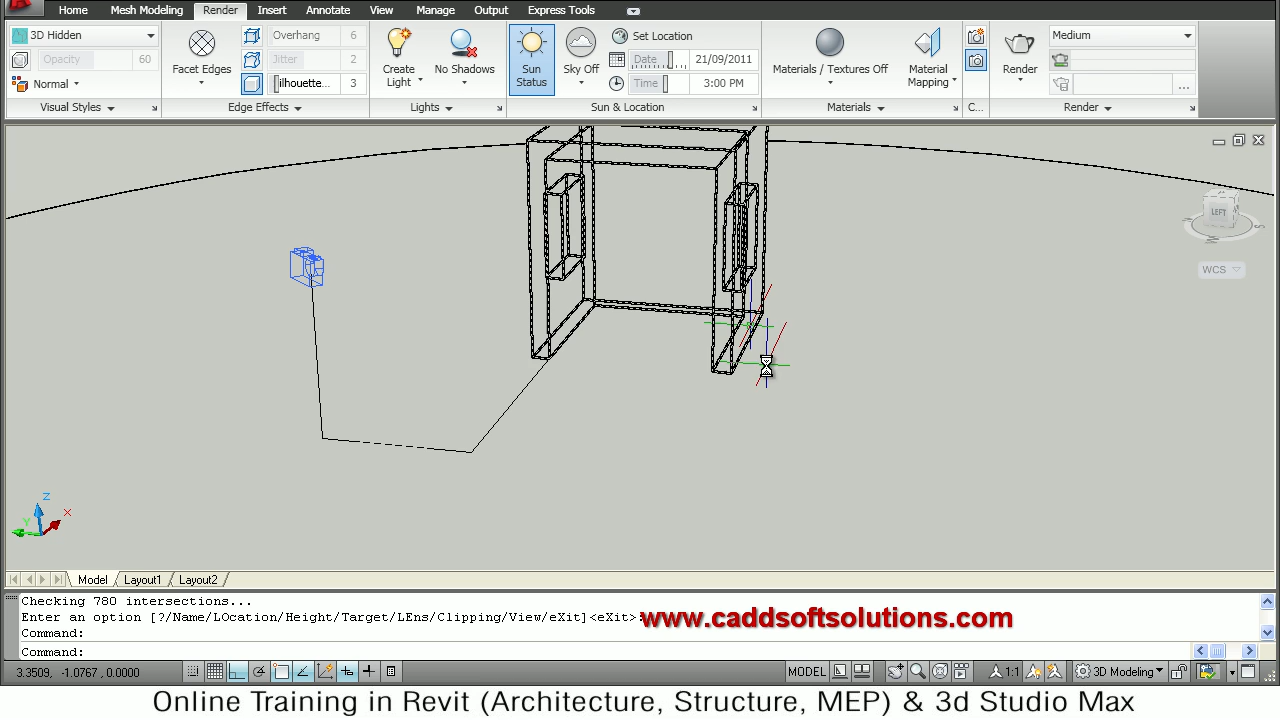 Home Mesh Modeling Render Insert Annotate View Manage Output Express Tools
3D Hidden Overhang 6 Set Location Medium
Opacity 60 Jitter 2 Date 21/09/2011
Normal ilhouette... 3 Time 3:00 PM
Facet Edges Create Light No Shadows Sun Status Sky Off Materials / Textures Off Material Mapping Render
Visual Styles Edge Effects Lights Sun & Location Materials C... Render
LEFT
WCS
Z
X
Y
Model Layout1 Layout2
Checking 780 intersections...
Enter an option [?/Name/LOcation/Height/Target/LEns/Clipping/View/eXit]<eXit>:
www.caddsoftsolutions.com
Command:
Command:
3.3509, -1.0767, 0.0000 MODEL 1:1 3D Modeling
Online Training in Revit (Architecture, Structure, MEP) & 3d Studio Max